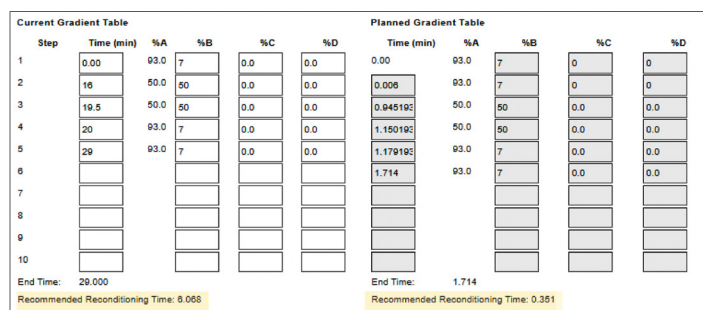 Current Gradient Table Planned Gradient Table
Step Time (min) %A %B %C %D Time (min) %A %B %C %D
1 0.00 93.0 7 0.0 0.0 0.00 93.0 7 0 0
2 16 50.0 50 0.0 0.0 0.006 93.0 7 0.0 0.0
3 19.5 50.0 50 0.0 0.0 0.945193 50.0 50 0.0 0.0
4 20 93.0 7 0.0 0.0 1.150193 50.0 50 0.0 0.0
5 29 93.0 7 0.0 0.0 1.179193 93.0 7 0.0 0.0
6 1.714 93.0 7 0.0 0.0
7
8
9
10
End Time: 29.000 End Time: 1.714
Recommended Reconditioning Time: 6.068 Recommended Reconditioning Time: 0.351